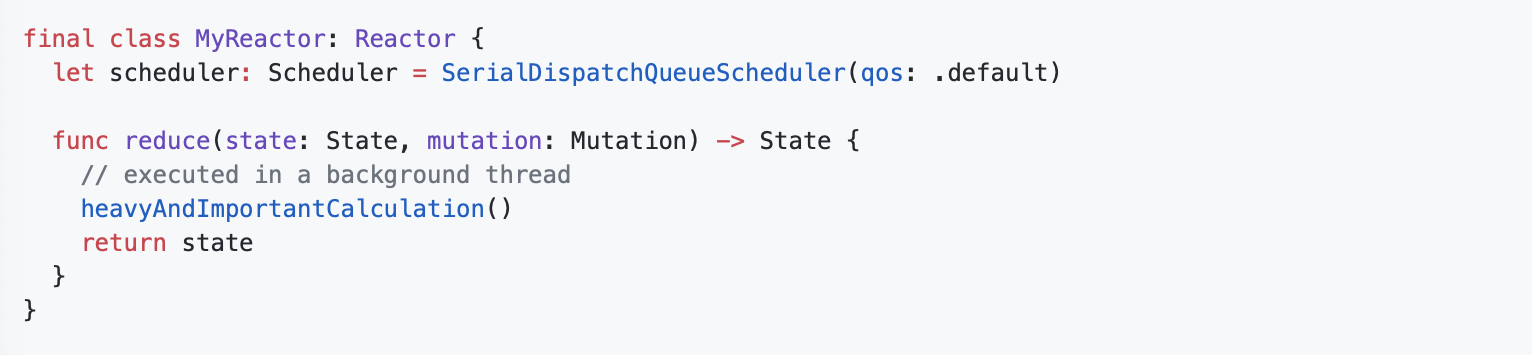 final class MyReactor: Reactor {
  let scheduler: Scheduler = SerialDispatchQueueScheduler(qos: .default)

  func reduce(state: State, mutation: Mutation) -> State {
    // executed in a background thread
    heavyAndImportantCalculation()
    return state
  }
}